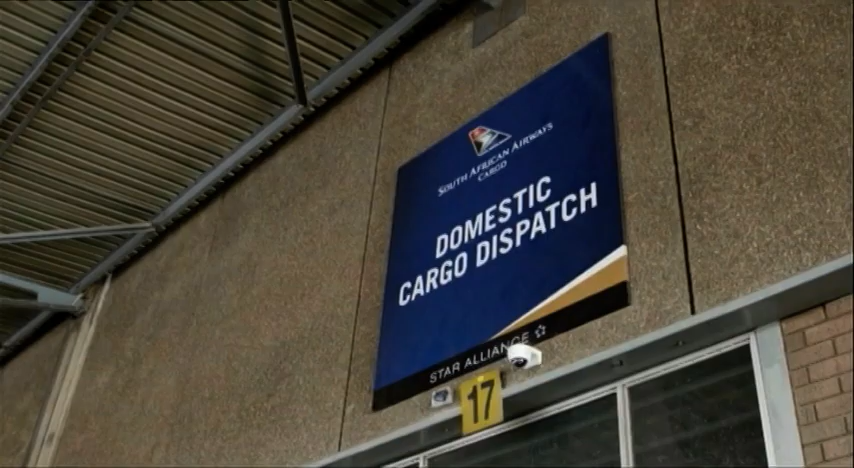 SOUTH AFRICAN AIRWAYS
CARGO
DOMESTIC
CARGO DISPATCH
STAR ALLIANCE
17